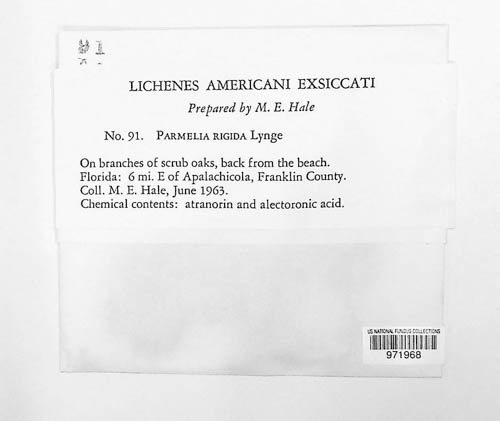 LICHENES AMERICANI EXSICCATI
Prepared by M. E. Hale
No. 91. PARMELIA RIGIDA Lynge
On branches of scrub oaks, back from the beach.
Florida: 6 mi. E of Apalachicola, Franklin County.
Coll. M. E. Hale, June 1963.
Chemical contents: atranorin and alectoronic acid.
US NATIONAL FUNGUS COLLECTIONS
971968